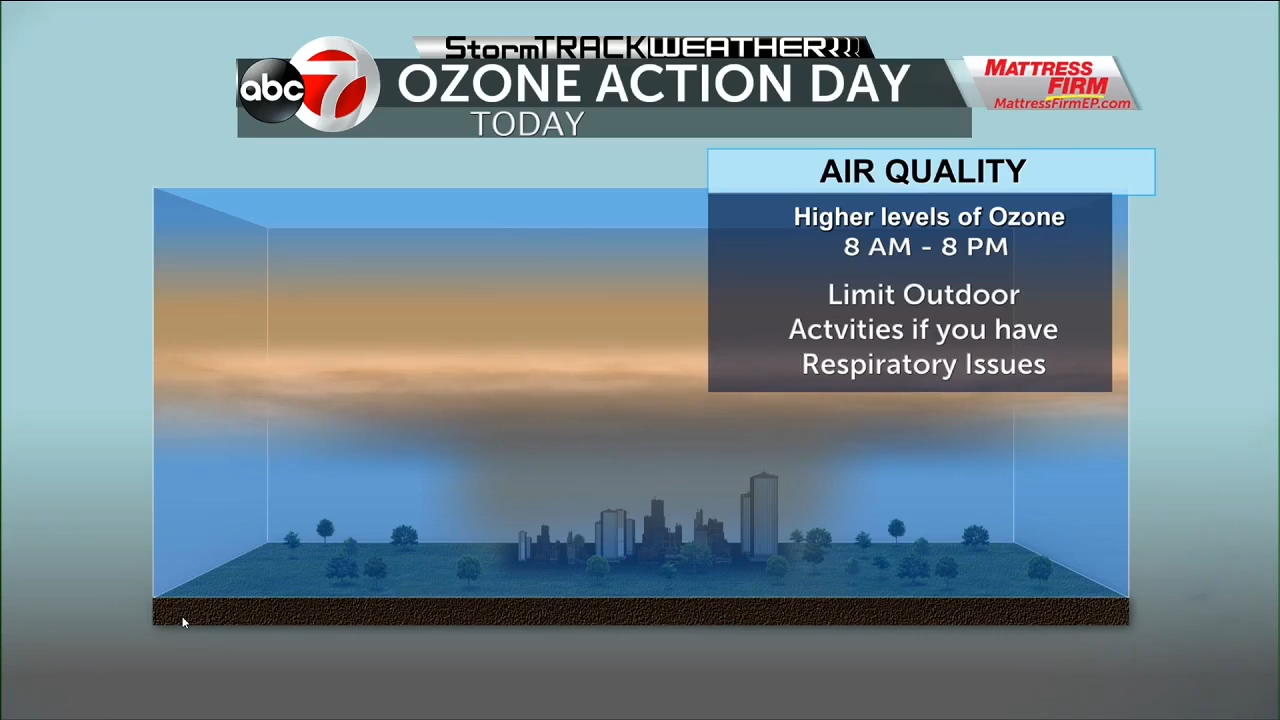 StormTRACKWEATHER
abc 7
OZONE ACTION DAY
TODAY
MATTRESS
FIRM
MattressFirmEP.com
AIR QUALITY
Higher levels of Ozone
8 AM - 8 PM
Limit Outdoor
Actvities if you have
Respiratory Issues